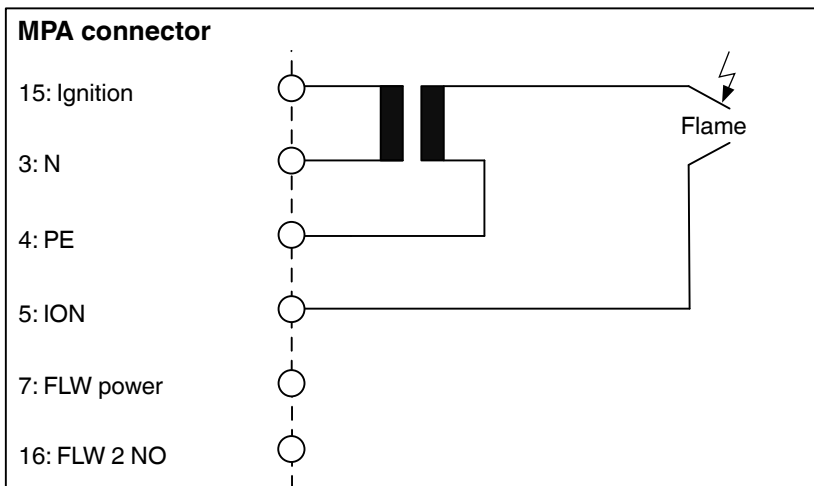 MPA connector
15: Ignition
Flame
3: N
4: PE
5: ION
7: FLW power
16: FLW 2 NO